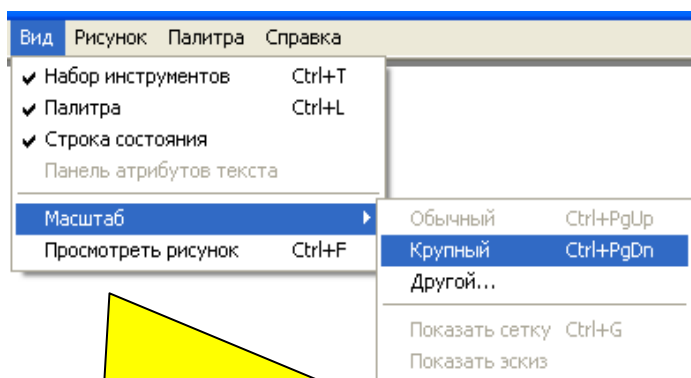 Вид Рисунок Палитра Справка
Набор инструментов Ctrl+T
Палитра Ctrl+L
Строка состояния
Панель атрибутов текста
Масштаб
Просмотреть рисунок Ctrl+F
Обычный Ctrl+PgUp
Крупный Ctrl+PgDn
Другой...
Показать сетку Ctrl+G
Показать эскиз